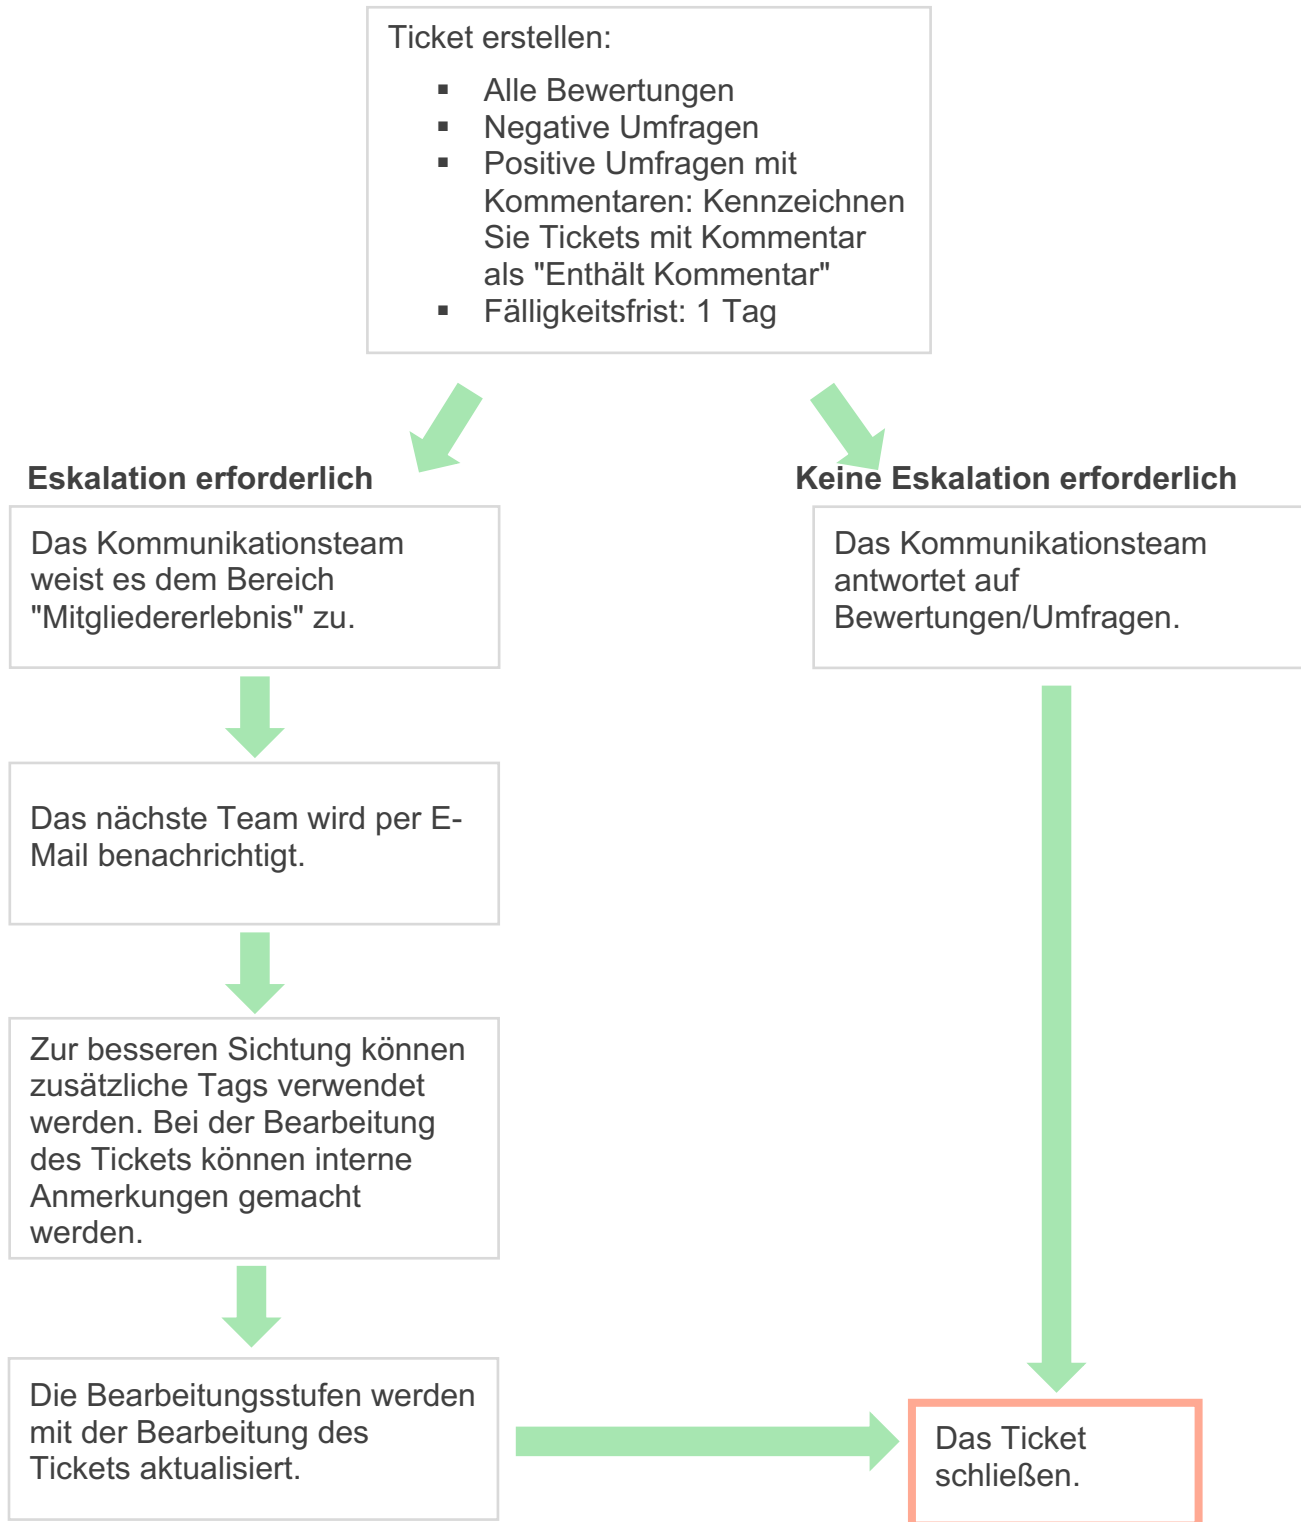 Ticket erstellen:
▪ Alle Bewertungen
▪ Negative Umfragen
▪ Positive Umfragen mit
Kommentaren: Kennzeichnen
Sie Tickets mit Kommentar
als "Enthält Kommentar"
▪ Fälligkeitsfrist: 1 Tag
Eskalation erforderlich
Das Kommunikationsteam
weist es dem Bereich
"Mitgliedererlebnis" zu.
Das nächste Team wird per E-
Mail benachrichtigt.
Zur besseren Sichtung können
zusätzliche Tags verwendet
werden. Bei der Bearbeitung
des Tickets können interne
Anmerkungen gemacht
werden.
Die Bearbeitungsstufen werden
mit der Bearbeitung des
Tickets aktualisiert.
Keine Eskalation erforderlich
Das Kommunikationsteam
antwortet auf
Bewertungen/Umfragen.
Das Ticket
schließen.